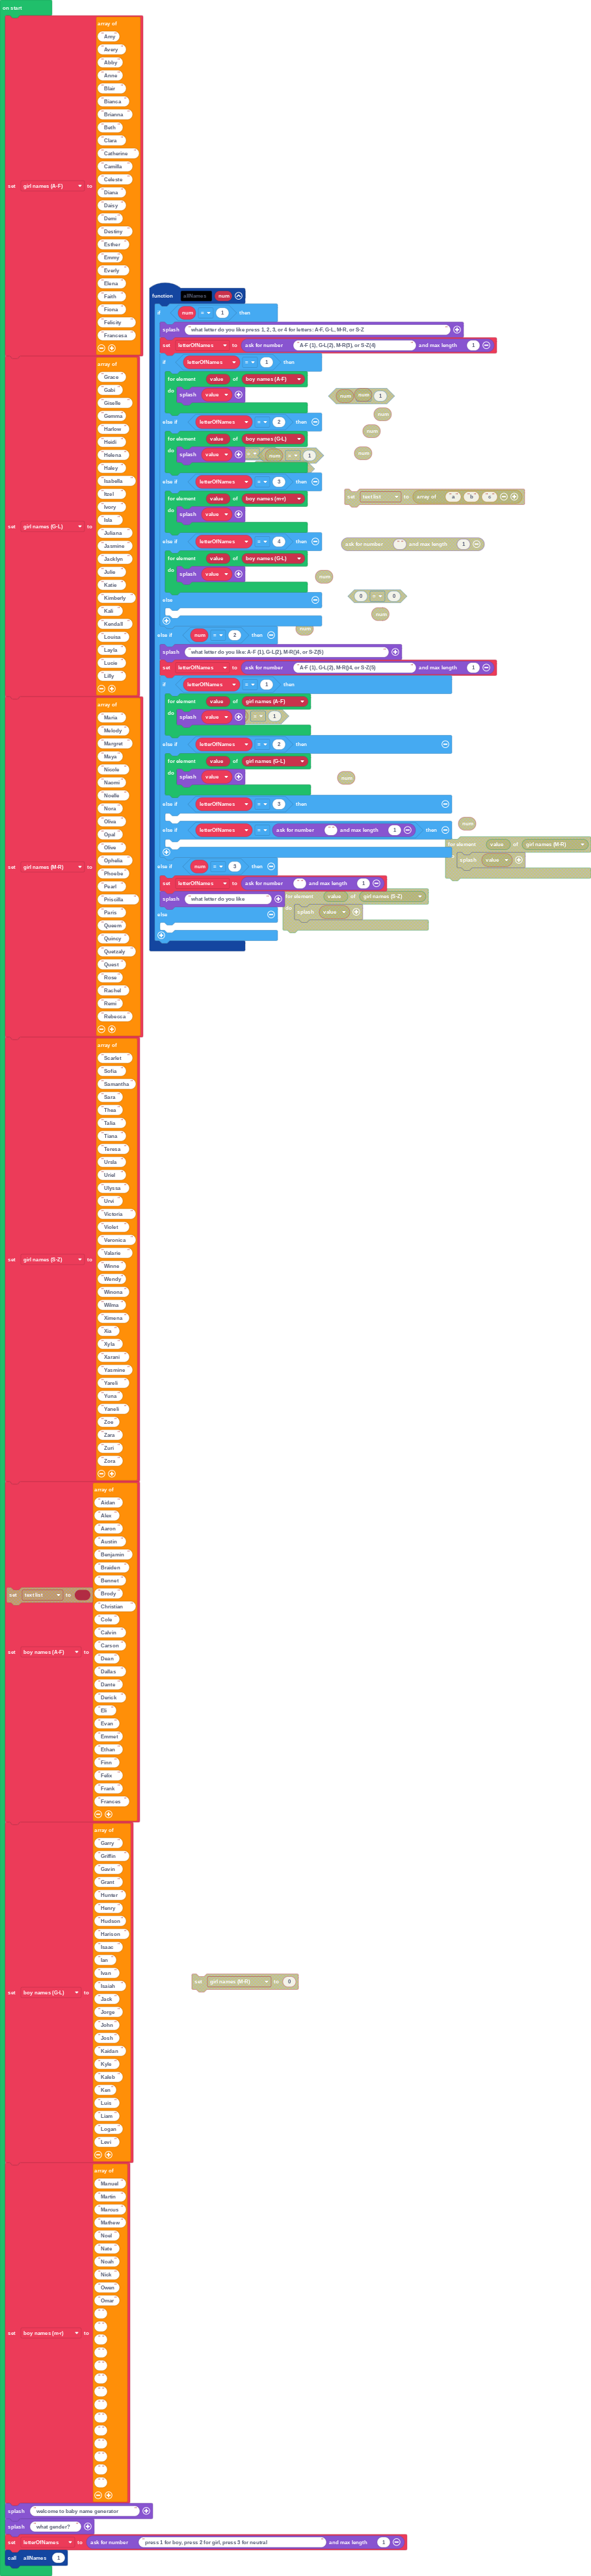 on start
set girl names (A-F) to array of
Amy
Avery
Abby
Anna
Blair
Bianca
Brianna
Beth
Clara
Catherine
Camilla
Celeste
Diana
Daisy
Demi
Destiny
Esther
Emmy
Everly
Elena
Faith
Fiona
Felicity
Francesa
set girl names (G-L) to array of
Grace
Gabi
Giselle
Gemma
Harlow
Heidi
Helena
Haley
Isabella
Itzel
Ivory
Isla
Juliana
Jasmine
Jacklyn
Julie
Katie
Kimberly
Kali
Kendall
Louisa
Layla
Lucie
Lilly
set girl names (M-R) to array of
Maria
Melody
Margret
Maya
Nicole
Naomi
Noelle
Nora
Olive
Opal
Olive
Ophelia
Phoebe
Pearl
Priscilla
Paris
Queen
Quincy
Quetzaly
Quest
Rose
Rachel
Remi
Rebecca
set girl names (S-Z) to array of
Scarlet
Sofia
Samantha
Sara
Thea
Talia
Tiana
Teresa
Ursla
Uriel
Ulyssa
Urvi
Victoria
Violet
Veronica
Valerie
Winne
Wendy
Winona
Wilma
Ximena
Xia
Xyla
Xerani
Yasmine
Yareli
Yuna
Yaneli
Zoe
Zara
Zuri
Zora
set text list to
set boy names (A-F) to array of
Aidan
Alex
Aaron
Austin
Benjamin
Braiden
Bennet
Brody
Christian
Cole
Calvin
Carson
Dean
Dallas
Dante
Darick
Eli
Evan
Emmet
Ethan
Finn
Felix
Frank
Frances
set boy names (G-L) to array of
Garry
Griffin
Gavin
Grant
Hunter
Henry
Hudson
Harison
Isaac
Ian
Ivan
Isaiah
Jack
Jorge
John
Josh
Kaidan
Kyle
Kaleb
Ken
Luis
Liam
Logan
Levi
set boy names (m-r) to array of
Manuel
Martin
Marcus
Mathew
Noel
Nate
Noah
Nick
Owen
Omar
splash welcome to baby name generator
splash what gender?
set letterOfNames to ask for number press 1 for boy, press 2 for girl, press 3 for neutral and max length 1
call allNames 1
function allNames num
if num = 1 then
splash what letter do you like press 1, 2, 3, or 4 for letters: A-F, G-L, M-R, or S-Z
set letterOfNames to ask for number A-F (1), G-L(2), M-R(3), or S-Z(4) and max length 1
if letterOfNames = 1 then
for element value of boy names (A-F)
do splash value
else if letterOfNames = 2 then
for element value of boy names (G-L)
do splash value
else if letterOfNames = 3 then
for element value of boy names (m-r)
do splash value
else if letterOfNames = 4 then
for element value of boy names (G-L)
do splash value
else
else if num = 2 then
splash what letter do you like: A-F (1), G-L(2), M-R()4, or S-Z(5)
set letterOfNames to ask for number A-F (1), G-L(2), M-R()4, or S-Z(5) and max length 1
if letterOfNames = 1 then
for element value of girl names (A-F)
do splash value
else if letterOfNames = 2 then
for element value of girl names (G-L)
do splash value
else if letterOfNames = 3 then
else if letterOfNames = ask for number and max length 1 then
else if num = 3 then
set letterOfNames to ask for number and max length 1
splash what letter do you like
else
num num 1
num
num
num = 1
num
set text list to array of a b c
ask for number and max length 1
num
0 = 0
num
num
= 1
num
num
for element value of girl names (M-R)
splash value
for element value of girl names (S-Z)
do splash value
set girl names (M-R) to 0